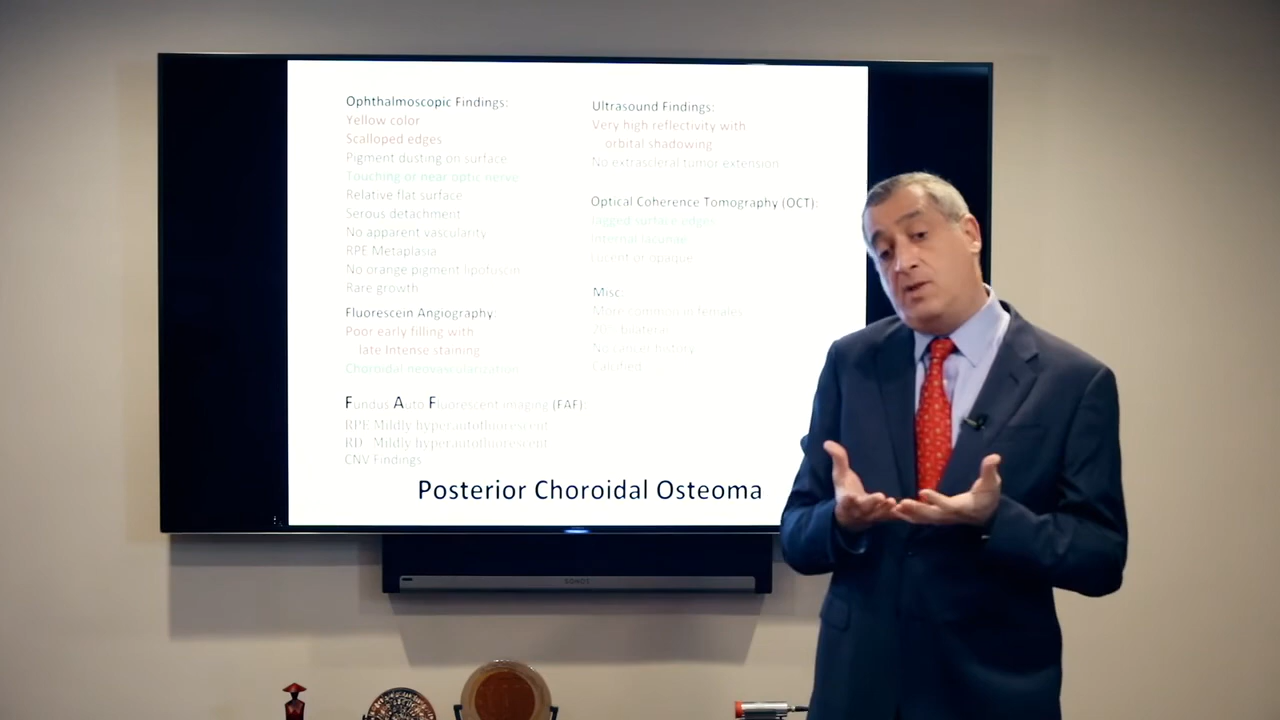 Ophthalmoscopic Findings:
Yellow color
Scalloped edges
Pigment dusting on surface
Touching or near optic nerve
Relative flat surface
Serous detachment
No apparent vascularity
RPE Metaplasia
No orange pigment lipofuscin
Rare growth
Fluorescein Angiography:
Poor early filling with
late Intense staining
Choroidal neovascularization
Fundus Auto Fluorescent imaging (FAF):
RPE Mildly hyperautofluorescent
RD: Mildly hyperautofluorescent
CNV Findings
Ultrasound Findings:
Very high reflectivity with
orbital shadowing
No extrascleral tumor extension
Optical Coherence Tomography (OCT):
Jagged surface edges
Internal lacunae
Lucent or opaque
Misc:
More common in females
bilateral
No cancer history
Calcified
Posterior Choroidal Osteoma
SONOS